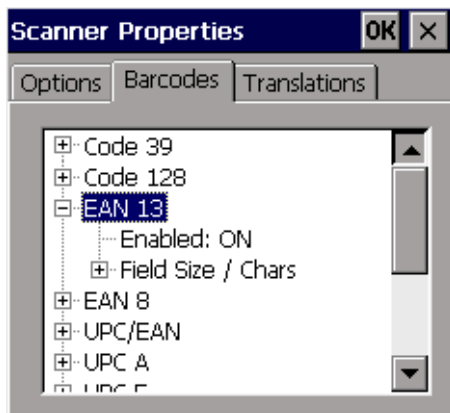 Scanner Properties OK ×
Options Barcodes Translations
Code 39
Code 128
EAN 13
Enabled: ON
Field Size / Chars
EAN 8
UPC/EAN
UPC A